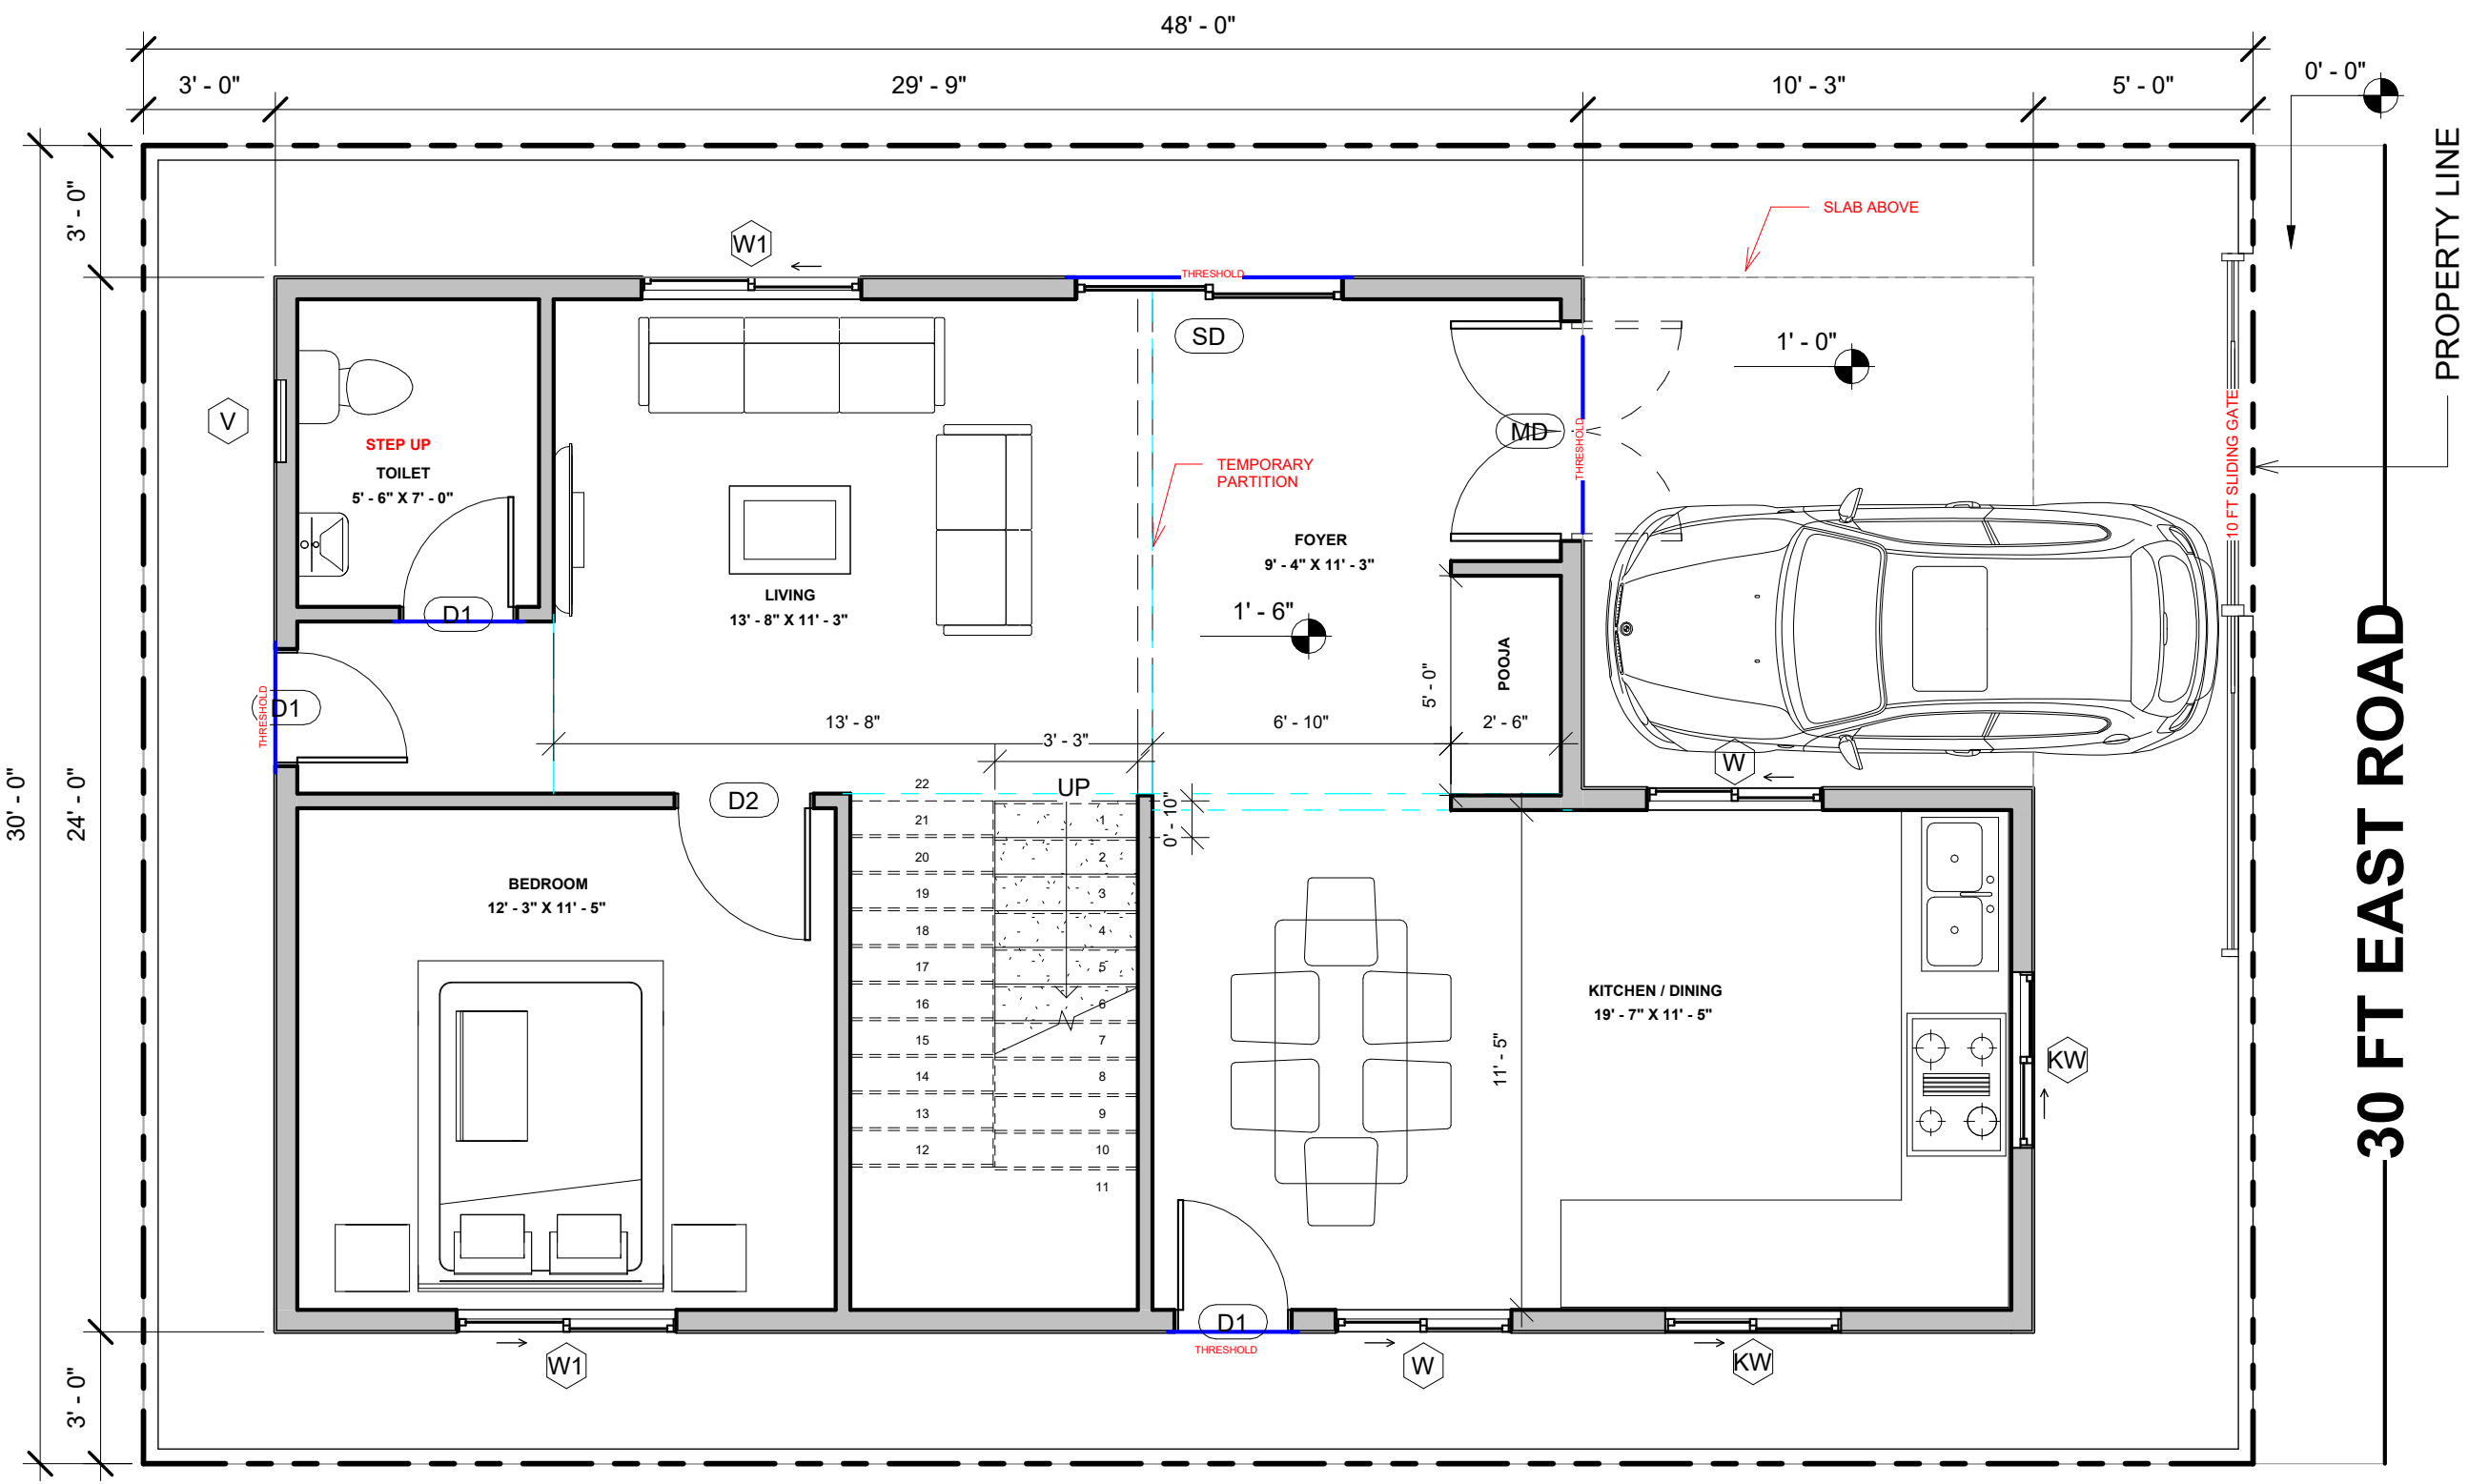 48' - 0"
3' - 0"
29' - 9"
10' - 3"
5' - 0"
0' - 0"
PROPERTY LINE
3' - 0"
SLAB ABOVE
W1
THRESHOLD
SD
1' - 0"
V
STEP UP
TOILET
5' - 6" X 7' - 0"
MD
THRESHOLD
10 FT SLIDING GATE
TEMPORARY
PARTITION
FOYER
9' - 4" X 11' - 3"
LIVING
13' - 8" X 11' - 3"
1' - 6"
D1
POOJA
5' - 0"
D1
THRESHOLD
13' - 8"
3' - 3"
6' - 10"
2' - 6"
W
30' - 0"
24' - 0"
30 FT EAST ROAD
D2
UP
0' - 10"
22
21
20
19
18
17
16
15
14
13
12
1
2
3
4
5
6
7
8
9
10
11
BEDROOM
12' - 3" X 11' - 5"
KITCHEN / DINING
19' - 7" X 11' - 5"
11' - 5"
KW
D1
THRESHOLD
W1
W
KW
3' - 0"